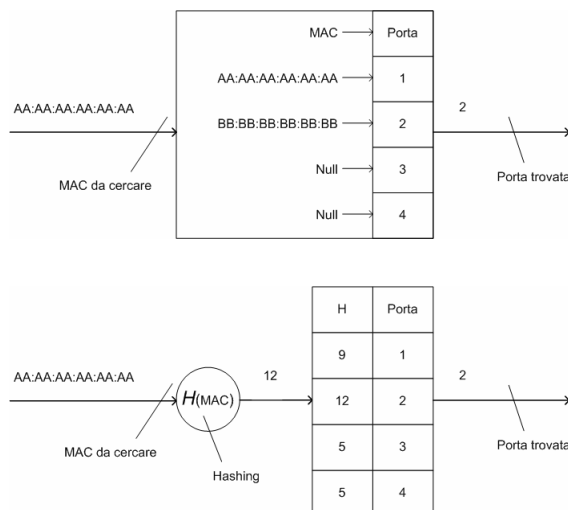 MAC
Porta
AA:AA:AA:AA:AA:AA
1
AA:AA:AA:AA:AA:AA
BB:BB:BB:BB:BB:BB
2
2
MAC da cercare
Null
3
Porta trovata
Null
4
H
Porta
AA:AA:AA:AA:AA:AA
12
9
1
H(MAC)
12
2
2
MAC da cercare
5
3
Porta trovata
Hashing
5
4